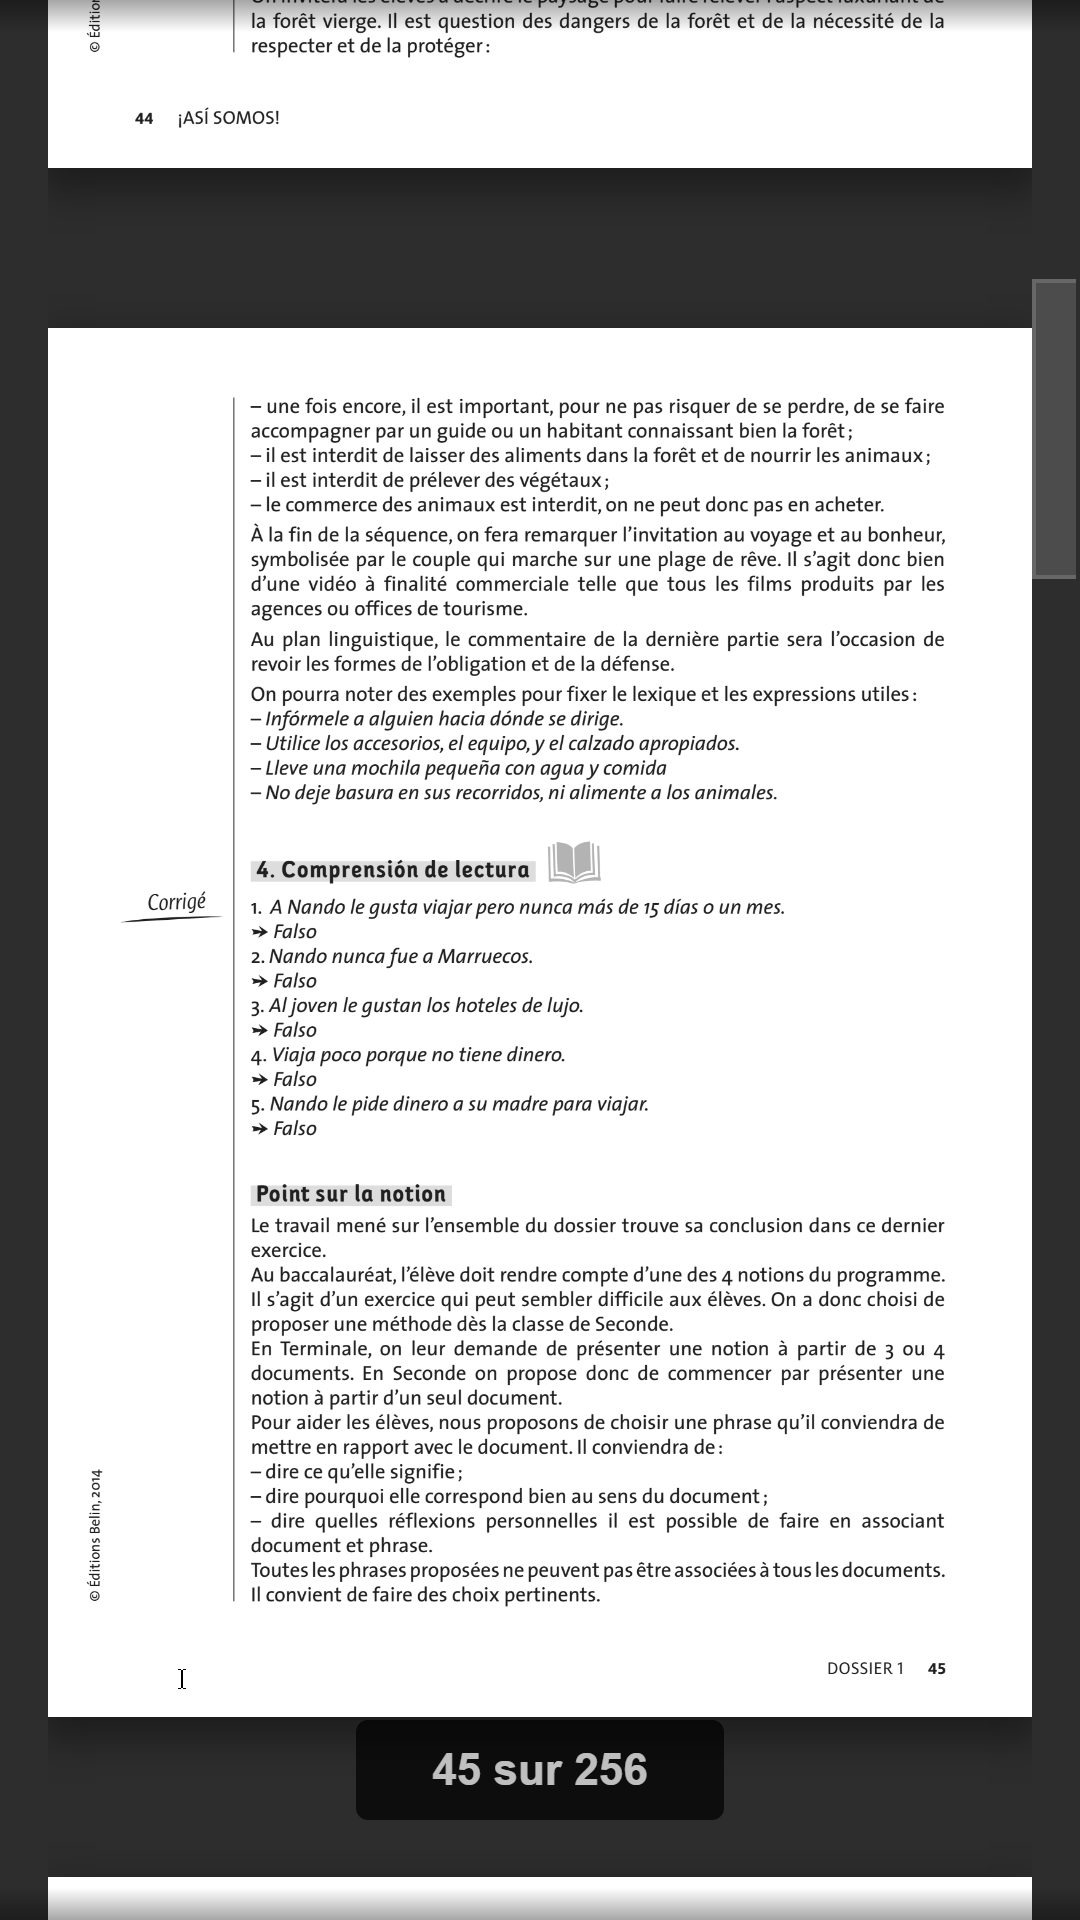 la forêt vierge. Il est question des dangers de la forêt et de la nécessité de la
respecter et de la protéger :
© Édition
44 ¡ASÍ SOMOS!
– une fois encore, il est important, pour ne pas risquer de se perdre, de se faire
accompagner par un guide ou un habitant connaissant bien la forêt ;
– il est interdit de laisser des aliments dans la forêt et de nourrir les animaux ;
– il est interdit de prélever des végétaux ;
– le commerce des animaux est interdit, on ne peut donc pas en acheter.
À la fin de la séquence, on fera remarquer l’invitation au voyage et au bonheur,
symbolisée par le couple qui marche sur une plage de rêve. Il s’agit donc bien
d’une vidéo à finalité commerciale telle que tous les films produits par les
agences ou offices de tourisme.
Au plan linguistique, le commentaire de la dernière partie sera l’occasion de
revoir les formes de l’obligation et de la défense.
On pourra noter des exemples pour fixer le lexique et les expressions utiles :
– Infórmele a alguien hacia dónde se dirige.
– Utilice los accesorios, el equipo, y el calzado apropiados.
– Lleve una mochila pequeña con agua y comida
– No deje basura en sus recorridos, ni alimente a los animales.
4. Comprensión de lectura
Corrigé
1. A Nando le gusta viajar pero nunca más de 15 días o un mes.
➔ Falso
2. Nando nunca fue a Marruecos.
➔ Falso
3. Al joven le gustan los hoteles de lujo.
➔ Falso
4. Viaja poco porque no tiene dinero.
➔ Falso
5. Nando le pide dinero a su madre para viajar.
➔ Falso
Point sur la notion
Le travail mené sur l’ensemble du dossier trouve sa conclusion dans ce dernier
exercice.
Au baccalauréat, l’élève doit rendre compte d’une des 4 notions du programme.
Il s’agit d’un exercice qui peut sembler difficile aux élèves. On a donc choisi de
proposer une méthode dès la classe de Seconde.
En Terminale, on leur demande de présenter une notion à partir de 3 ou 4
documents. En Seconde on propose donc de commencer par présenter une
notion à partir d’un seul document.
Pour aider les élèves, nous proposons de choisir une phrase qu’il conviendra de
mettre en rapport avec le document. Il conviendra de :
– dire ce qu’elle signifie ;
– dire pourquoi elle correspond bien au sens du document ;
– dire quelles réflexions personnelles il est possible de faire en associant
document et phrase.
Toutes les phrases proposées ne peuvent pas être associées à tous les documents.
Il convient de faire des choix pertinents.
© Éditions Belin, 2014
DOSSIER 1 45
45 sur 256